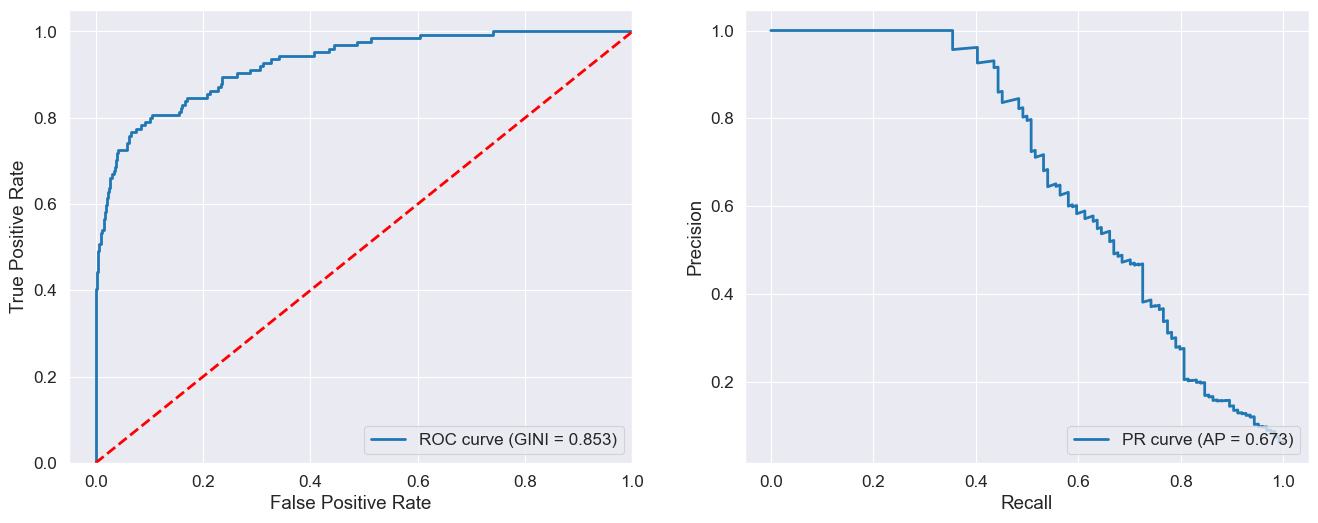 True Positive Rate
1.0
0.8
0.6
0.4
0.2
0.0
0.0 0.2 0.4 0.6 0.8 1.0
False Positive Rate
ROC curve (GINI = 0.853)
Precision
1.0
0.8
0.6
0.4
0.2
0.0 0.2 0.4 0.6 0.8 1.0
Recall
PR curve (AP = 0.673)